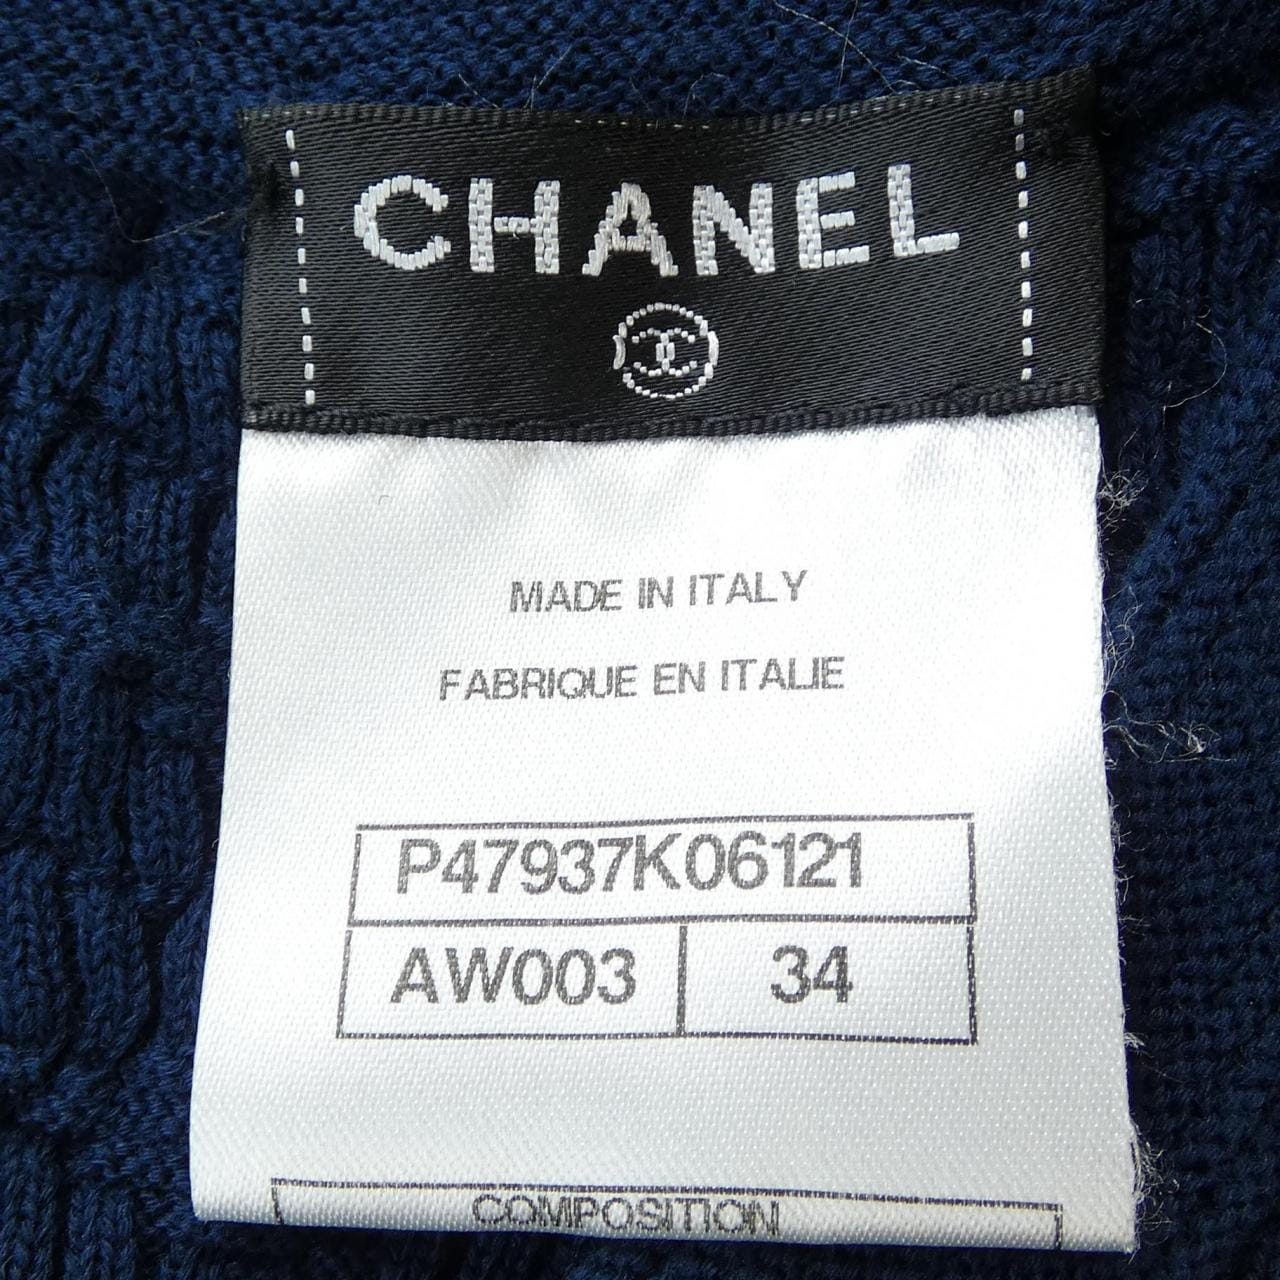 CHANEL
MADE IN ITALY
FABRIQUE EN ITALIE
P47937K06121
AW003 34
COMPOSITION